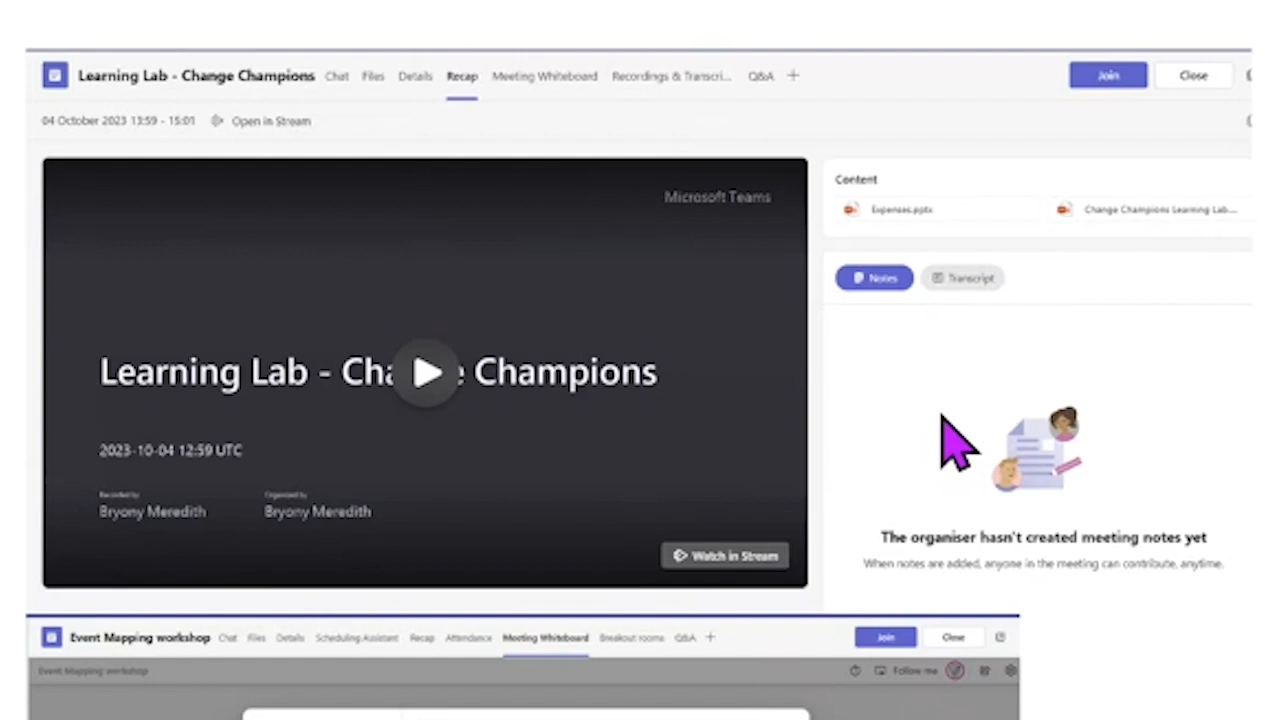 Learning Lab - Change Champions Chat Files Details Recap Meeting Whiteboard Recordings & Transcri... Q&A Join Close
04 October 2023 13:59 - 15:01 Open in Stream
Microsoft Teams
Content
Expenses.pptx Change Champions Learning Lab-...
Notes Transcript
Learning Lab - Cha e Champions
2023-10-04 12:59 UTC
Recorded by Organized by
Bryony Meredith Bryony Meredith
Watch in Stream
The organiser hasn't created meeting notes yet
When notes are added, anyone in the meeting can contribute, anytime.
Event Mapping workshop Chat Files Details Scheduling Assistant Recap Attendance Meeting Whiteboard Breakout rooms Q&A Join Close
Event Mapping workshop Follow me